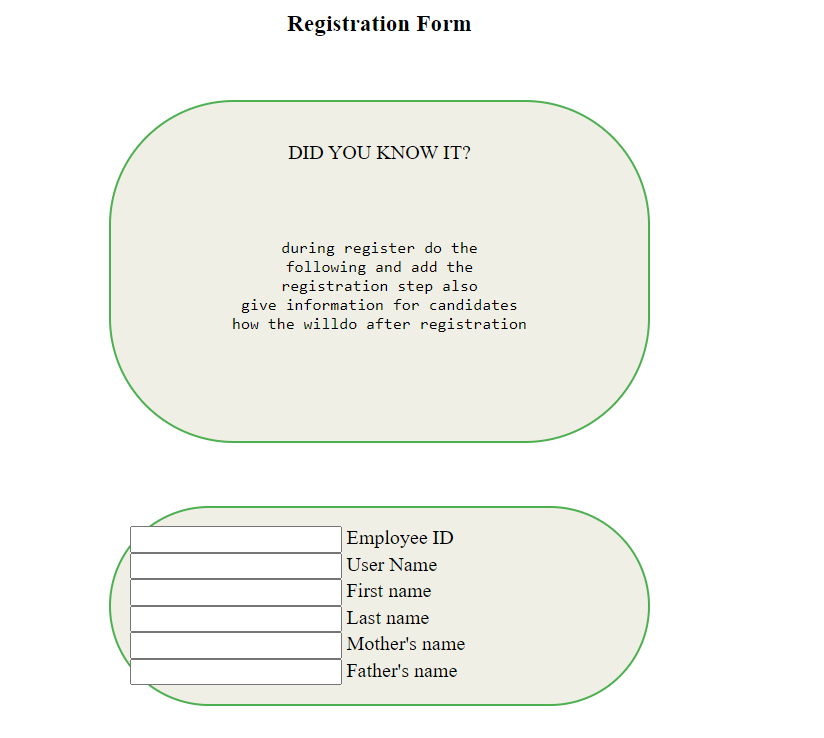 Registration Form
DID YOU KNOW IT?
during register do the
following and add the
registration step also
give information for candidates
how the willdo after registration
Employee ID
User Name
First name
Last name
Mother's name
Father's name